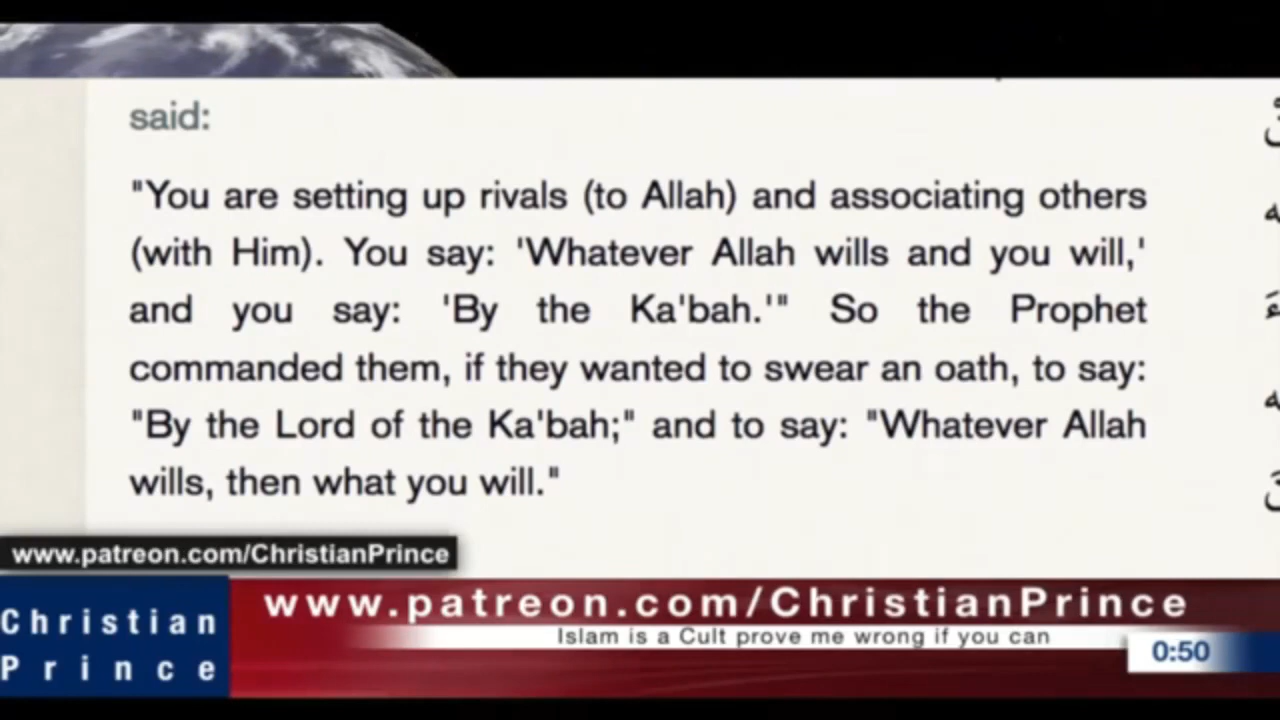 said:
"You are setting up rivals (to Allah) and associating others
(with Him). You say: 'Whatever Allah wills and you will,'
and you say: 'By the Ka'bah.'" So the Prophet
commanded them, if they wanted to swear an oath, to say:
"By the Lord of the Ka'bah;" and to say: "Whatever Allah
wills, then what you will."
www.patreon.com/ChristianPrince
www.patreon.com/ChristianPrince
Islam is a Cult prove me wrong if you can
Christian
Prince
0:50